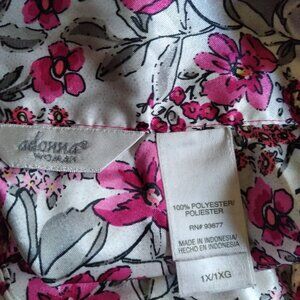 adonna®
WOMAN
100% POLYESTER/
POLIESTER
RN# 93677
MADE IN INDONESIA/
HECHO EN INDONESIA
1X/1XG